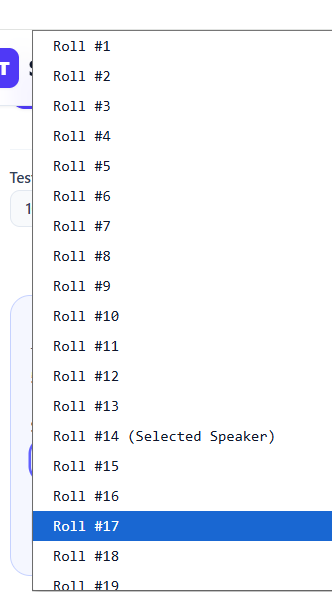 Roll #1
Roll #2
T
Roll #3
Roll #4
Roll #5
Tes
Roll #6
1
Roll #7
Roll #8
Roll #9
Roll #10
Roll #11
Roll #12
Roll #13
Roll #14 (Selected Speaker)
Roll #15
Roll #16
Roll #17
Roll #18
Roll #19